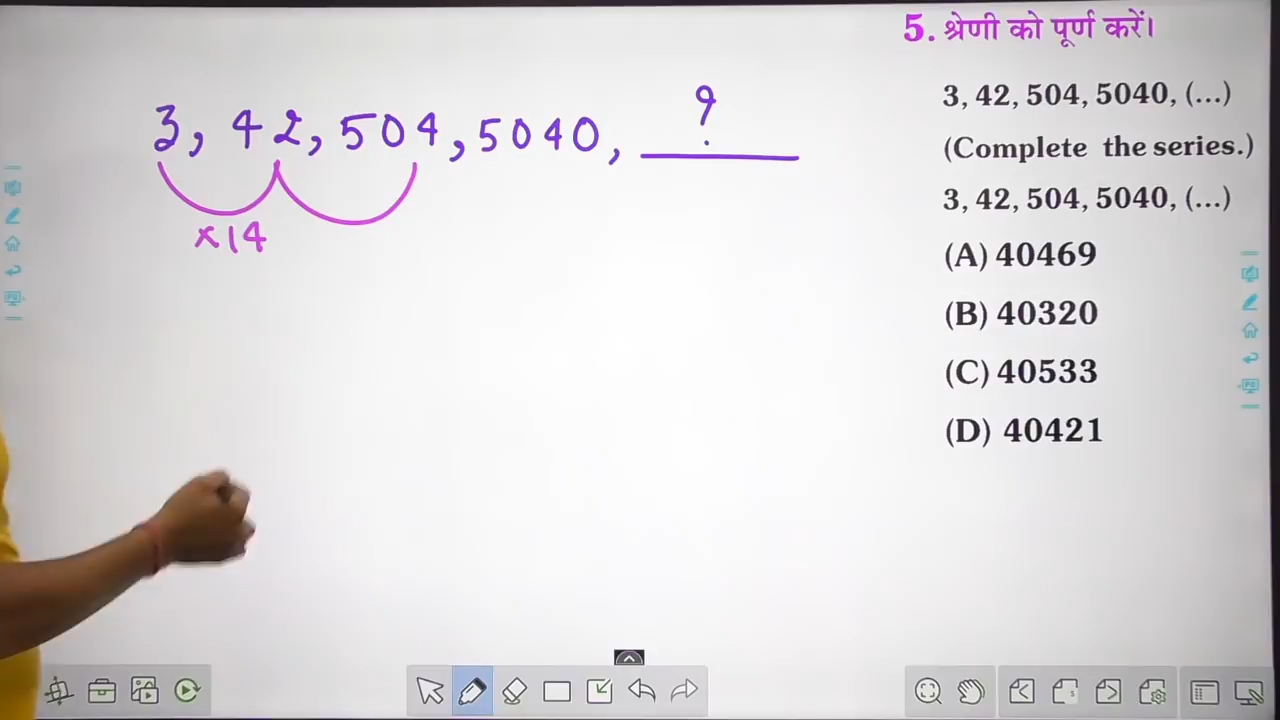 5. श्रेणी को पूर्ण करें।
3, 42, 504, 5040, (...)
(Complete the series.)
3, 42, 504, 5040, (...)
(A) 40469
(B) 40320
(C) 40533
(D) 40421
3, 42, 504, 5040, ?
×14